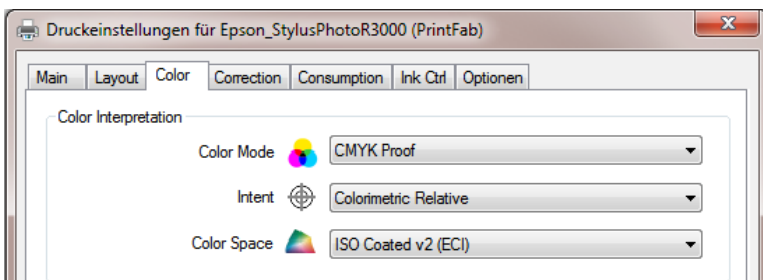 Druckeinstellungen für Epson_StylusPhotoR3000 (PrintFab)
Main Layout Color Correction Consumption Ink Ctrl Optionen
Color Interpretation
Color Mode CMYK Proof
Intent Colorimetric Relative
Color Space ISO Coated v2 (ECI)